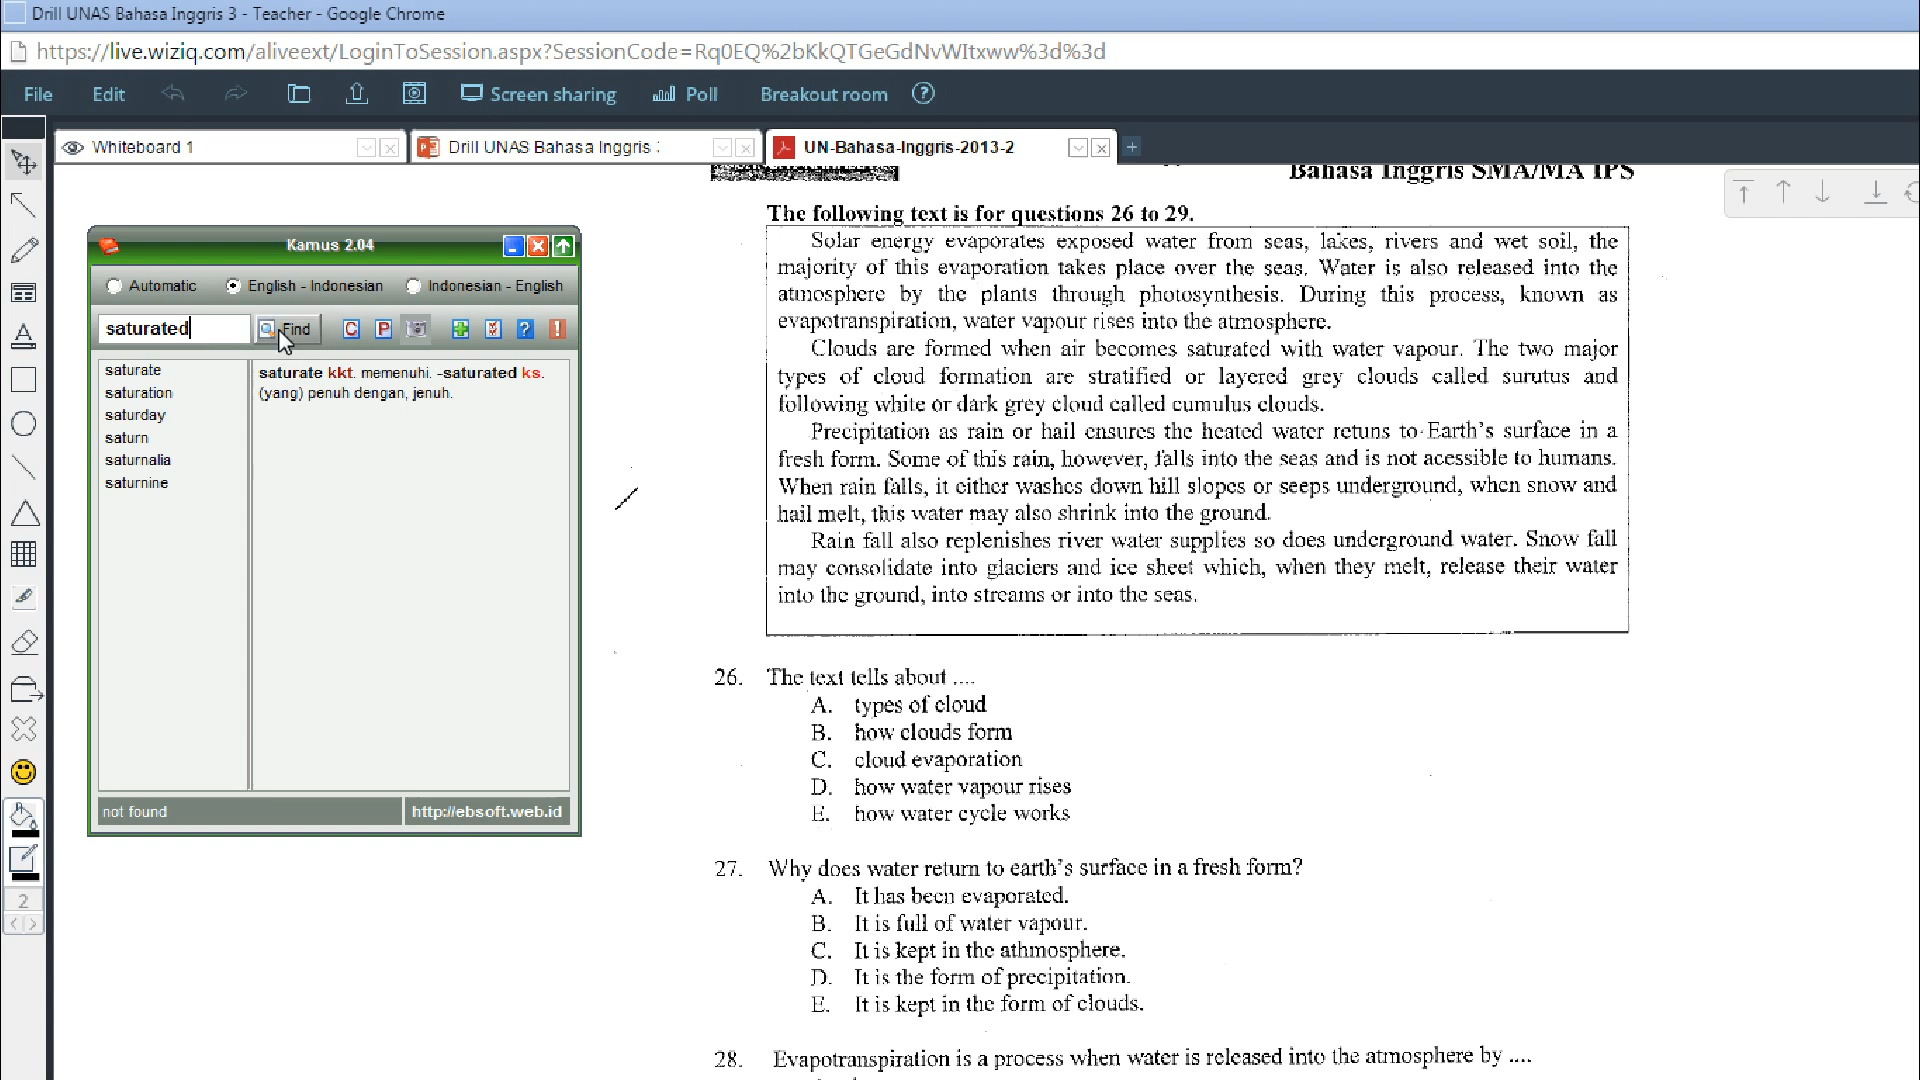 Drill UNAS Bahasa Inggris 3 - Teacher - Google Chrome
https://live.wiziq.com/aliveext/LoginToSession.aspx?SessionCode=Rq0EQ%2bKkQTGeGdNvWItxww%3d%3d
File Edit Screen sharing Poll Breakout room ?
Whiteboard 1
Drill UNAS Bahasa Inggris
UN-Bahasa-Inggris-2013-2
Bahasa Inggris SMA/MA IPS
Kamus 2.04
Automatic English - Indonesian Indonesian - English
saturated Find C P ? !
saturate
saturation
saturday
saturn
saturnalia
saturnine
saturate kkt. memenuhi. -saturated ks.
(yang) penuh dengan, jenuh.
not found http://ebsoft.web.id
2
The following text is for questions 26 to 29.
Solar energy evaporates exposed water from seas, lakes, rivers and wet soil, the
majority of this evaporation takes place over the seas. Water is also released into the
atmosphere by the plants through photosynthesis. During this process, known as
evapotranspiration, water vapour rises into the atmosphere.
Clouds are formed when air becomes saturated with water vapour. The two major
types of cloud formation are stratified or layered grey clouds called surutus and
following white or dark grey cloud called cumulus clouds.
Precipitation as rain or hail ensures the heated water retuns to Earth's surface in a
fresh form. Some of this rain, however, falls into the seas and is not acessible to humans.
When rain falls, it either washes down hill slopes or seeps underground, when snow and
hail melt, this water may also shrink into the ground.
Rain fall also replenishes river water supplies so does underground water. Snow fall
may consolidate into glaciers and ice sheet which, when they melt, release their water
into the ground, into streams or into the seas.
26. The text tells about ....
A. types of cloud
B. how clouds form
C. cloud evaporation
D. how water vapour rises
E. how water cycle works
27. Why does water return to earth's surface in a fresh form?
A. It has been evaporated.
B. It is full of water vapour.
C. It is kept in the athmosphere.
D. It is the form of precipitation.
E. It is kept in the form of clouds.
28. Evapotranspiration is a process when water is released into the atmosphere by ....